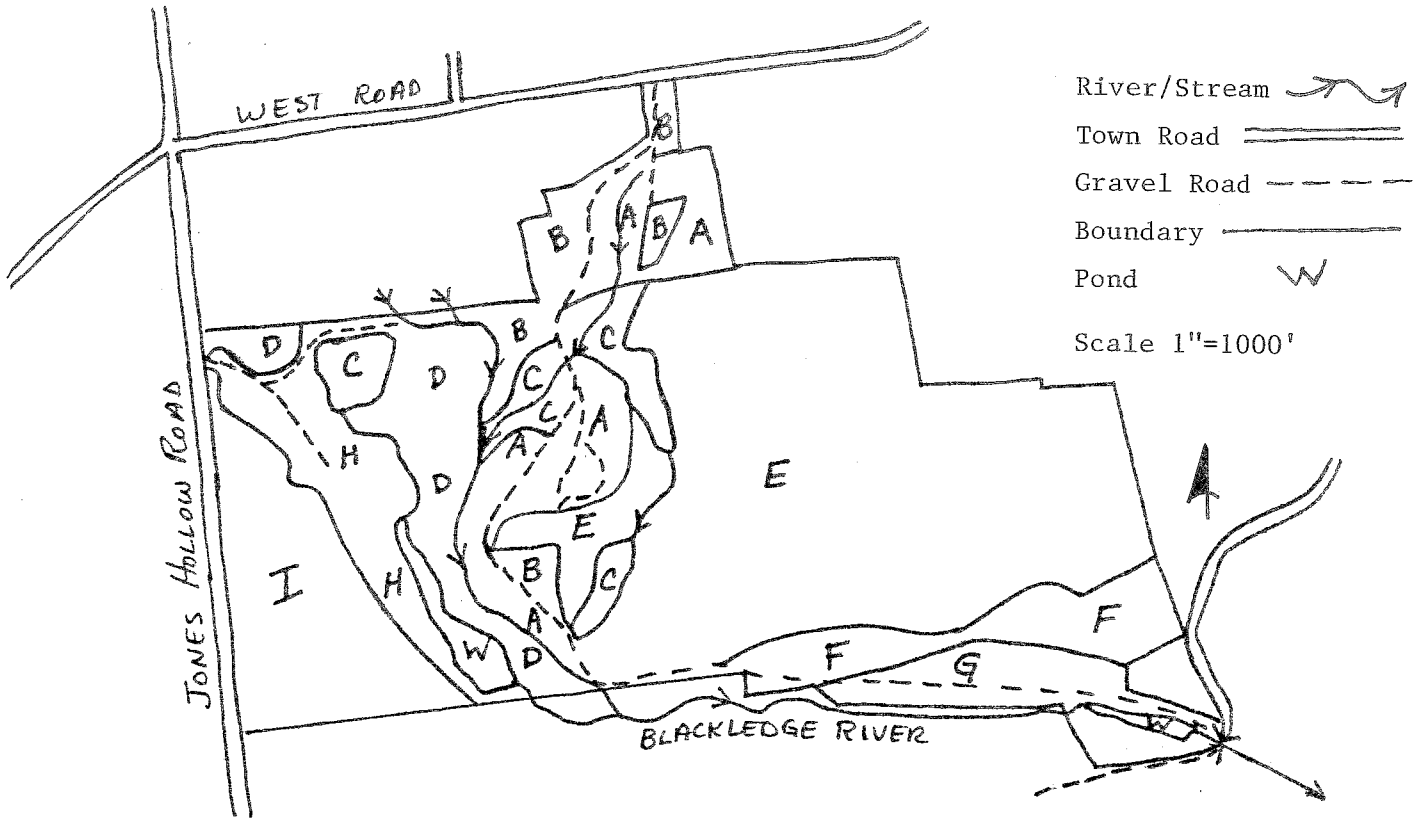 WEST ROAD
JONES HOLLOW ROAD
BLACKLEDGE RIVER
River/Stream
Town Road
Gravel Road
Boundary
Pond W
Scale 1"=1000'
B
A
B
B
A
D
C
B
C
D
C
C
A
A
H
D
E
E
I
H
B
C
A
W
D
F
F
G
W